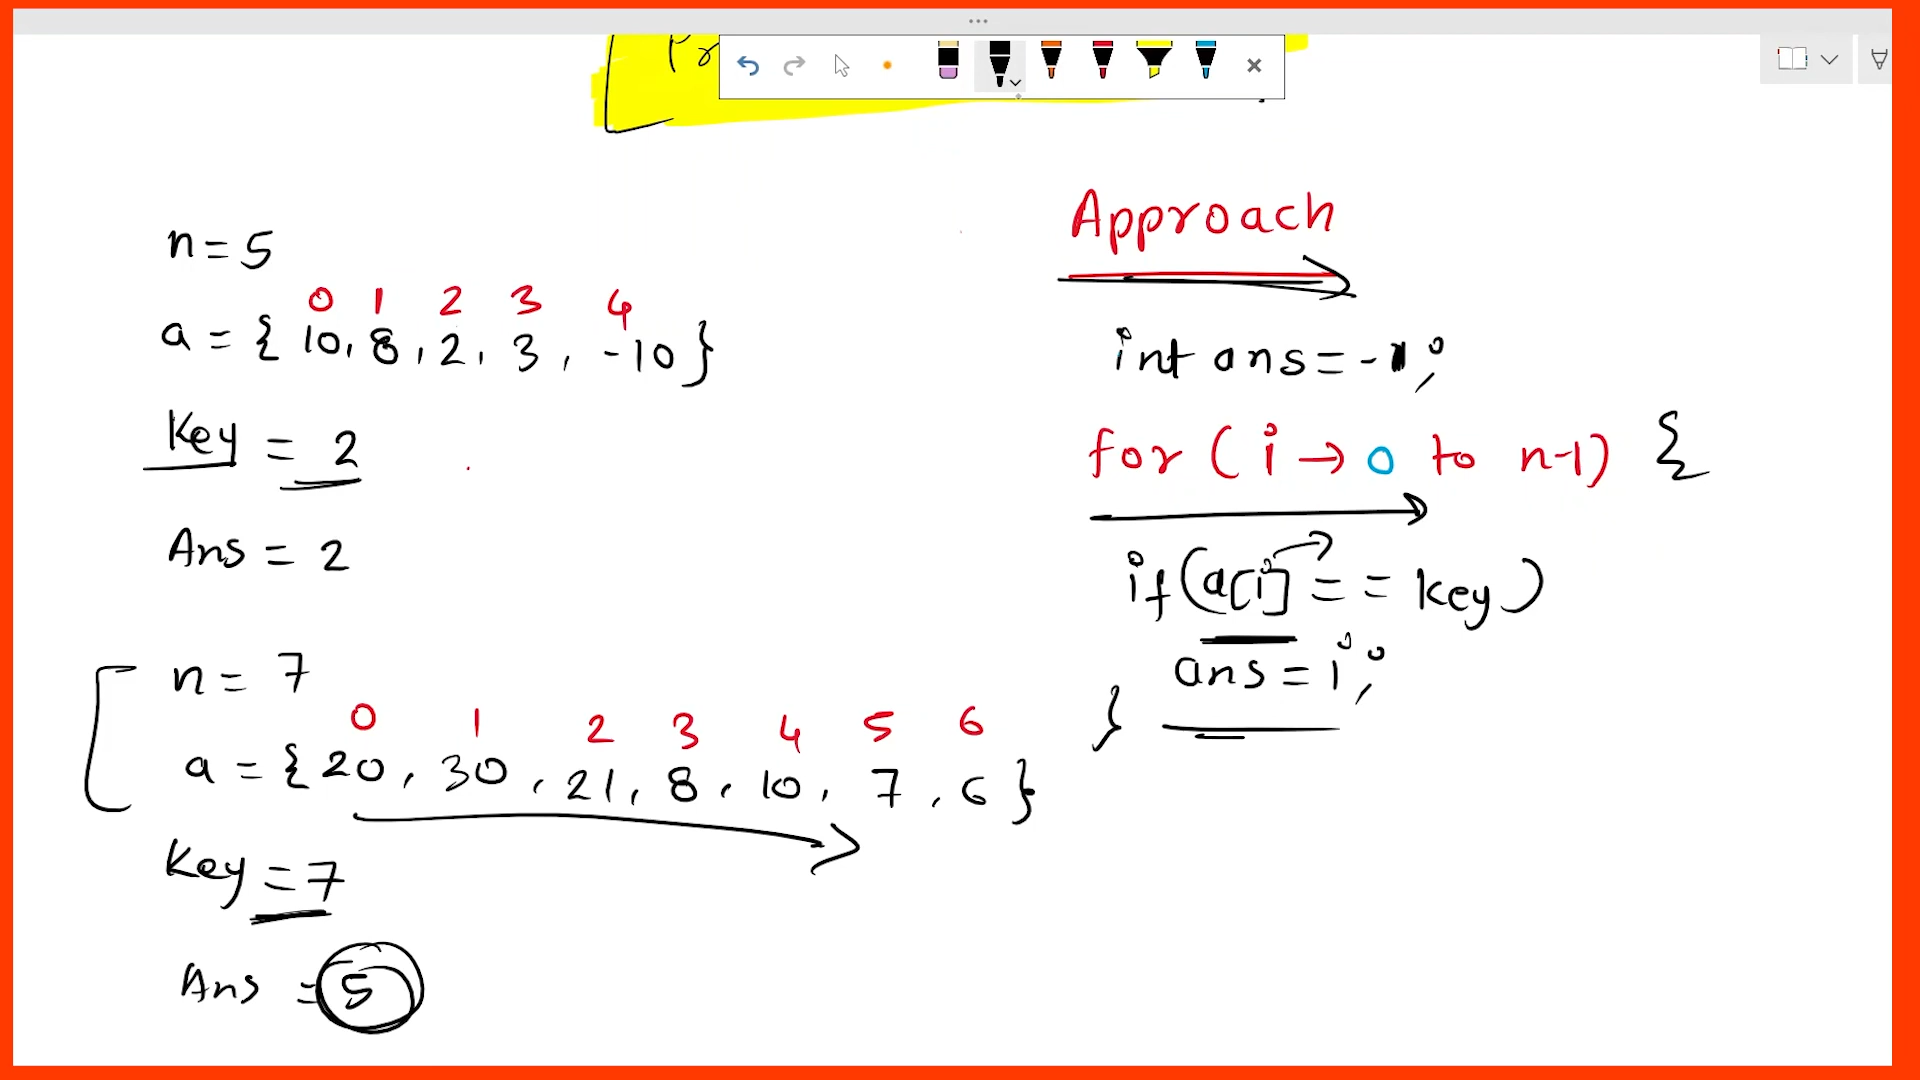 Pr
n = 5
0 1 2 3 4
a = { 10, 8, 2, 3, -10 }
Key = 2
Ans = 2
n = 7
0 1 2 3 4 5 6
a = { 20, 30, 21, 8, 10, 7, 6 }
Key = 7
Ans = 5
Approach
int ans = -1;
for ( i → 0 to n-1) {
if (a[i] == key)
ans = i;
}